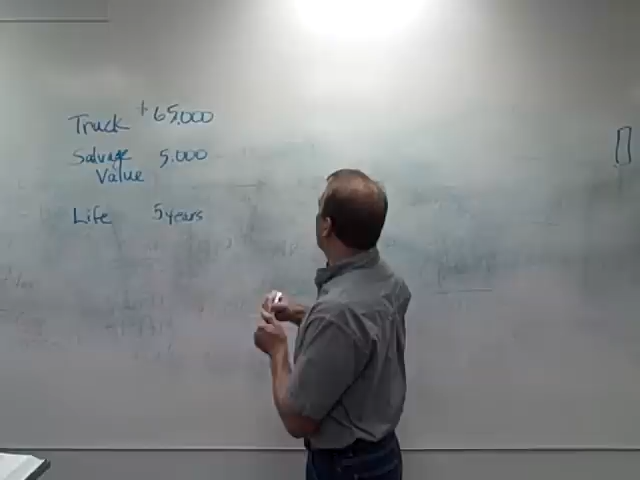 Truck +65,000
Salvage 5,000
Value
Life 5 years